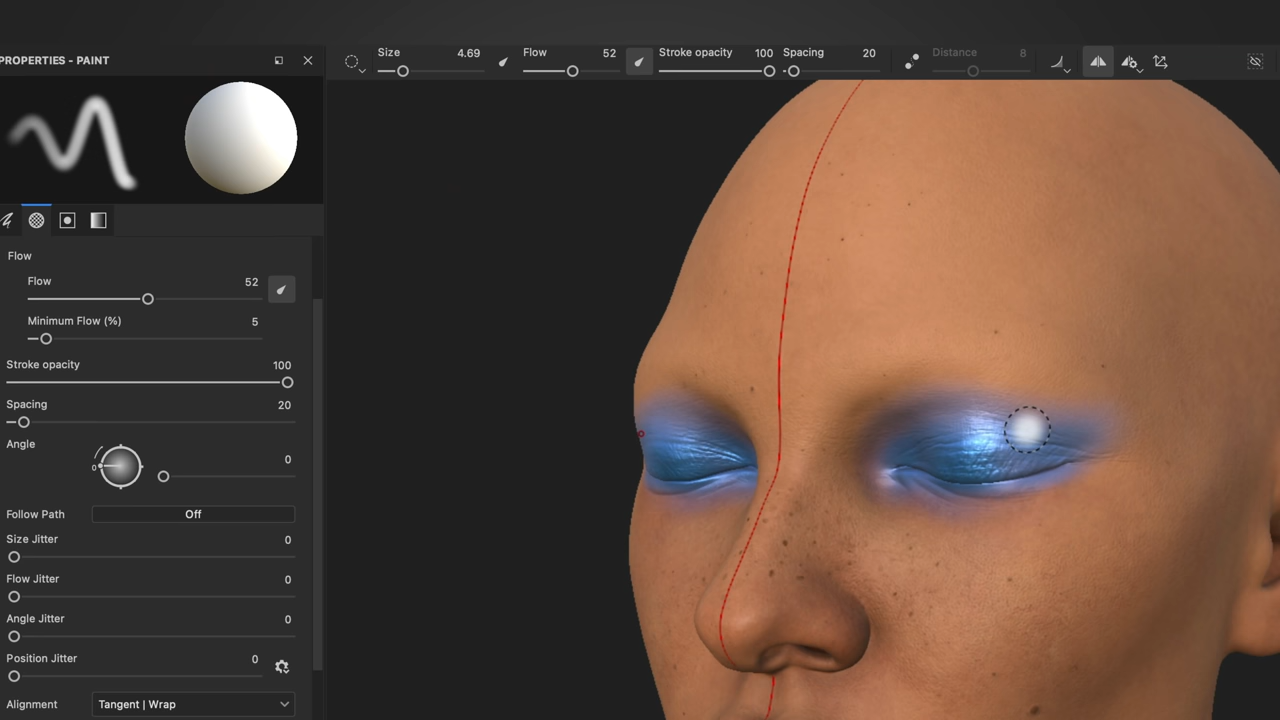 PROPERTIES - PAINT
Size 4.69 Flow 52 Stroke opacity 100 Spacing 20 Distance 8
Flow
Flow 52
Minimum Flow (%) 5
Stroke opacity 100
Spacing 20
Angle
0 0
Follow Path Off
Size Jitter 0
Flow Jitter 0
Angle Jitter 0
Position Jitter 0
Alignment Tangent | Wrap